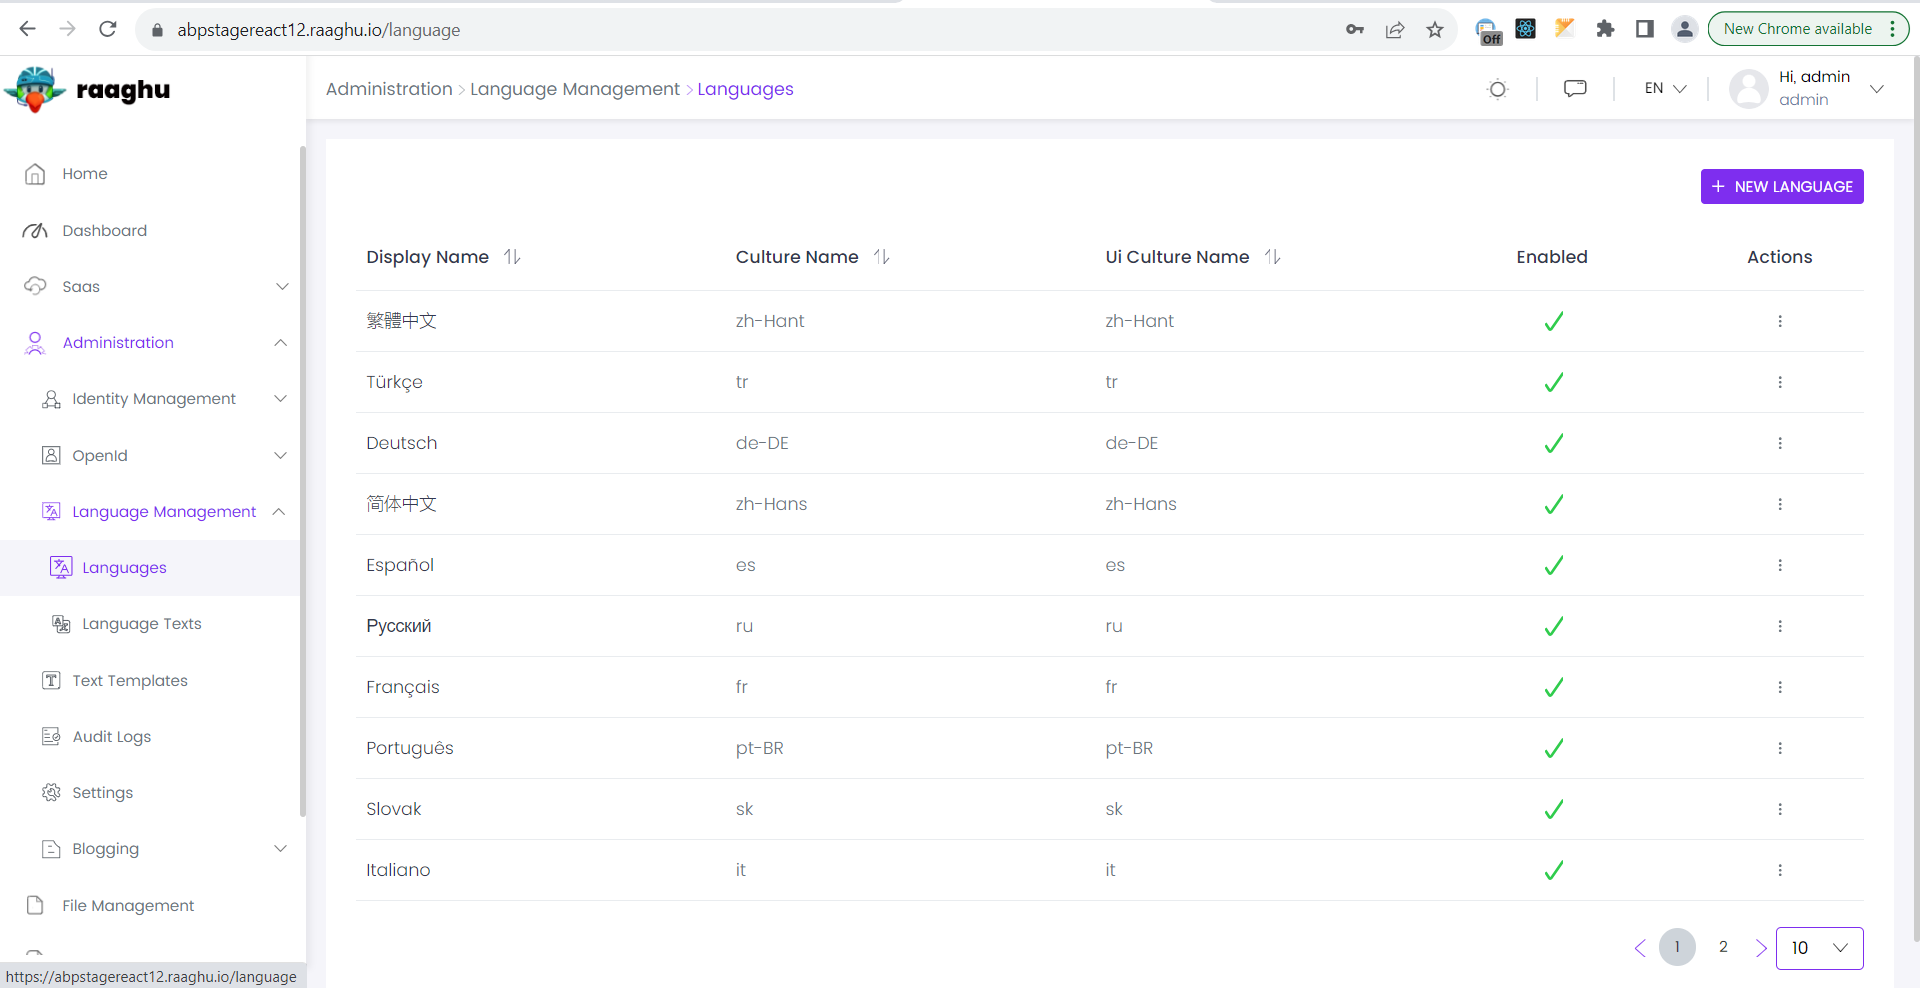 abpstagereact12.raaghu.io/language
Off
New Chrome available
raaghu
Administration > Language Management > Languages
EN
Hi, admin
admin
Home
Dashboard
Saas
Administration
Identity Management
OpenId
Language Management
Languages
Language Texts
Text Templates
Audit Logs
Settings
Blogging
File Management
https://abpstagereact12.raaghu.io/language
+ NEW LANGUAGE
Display Name Culture Name Ui Culture Name Enabled Actions
繁體中文 zh-Hant zh-Hant
Türkçe tr tr
Deutsch de-DE de-DE
简体中文 zh-Hans zh-Hans
Español es es
Русский ru ru
Français fr fr
Português pt-BR pt-BR
Slovak sk sk
Italiano it it
1 2 10